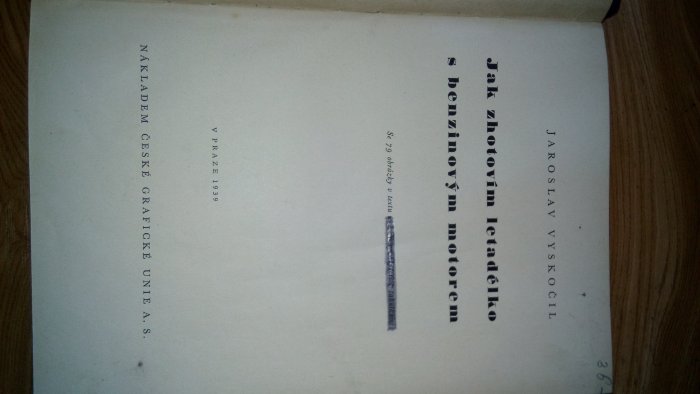 JAROSLAV VYSKOČIL
Jak zhotovím letadélko
s benzinovým motorem
Se 79 obrázky v textu
V PRAZE 1939
NÁKLADEM ČESKÉ GRAFICKÉ UNIE A. S.